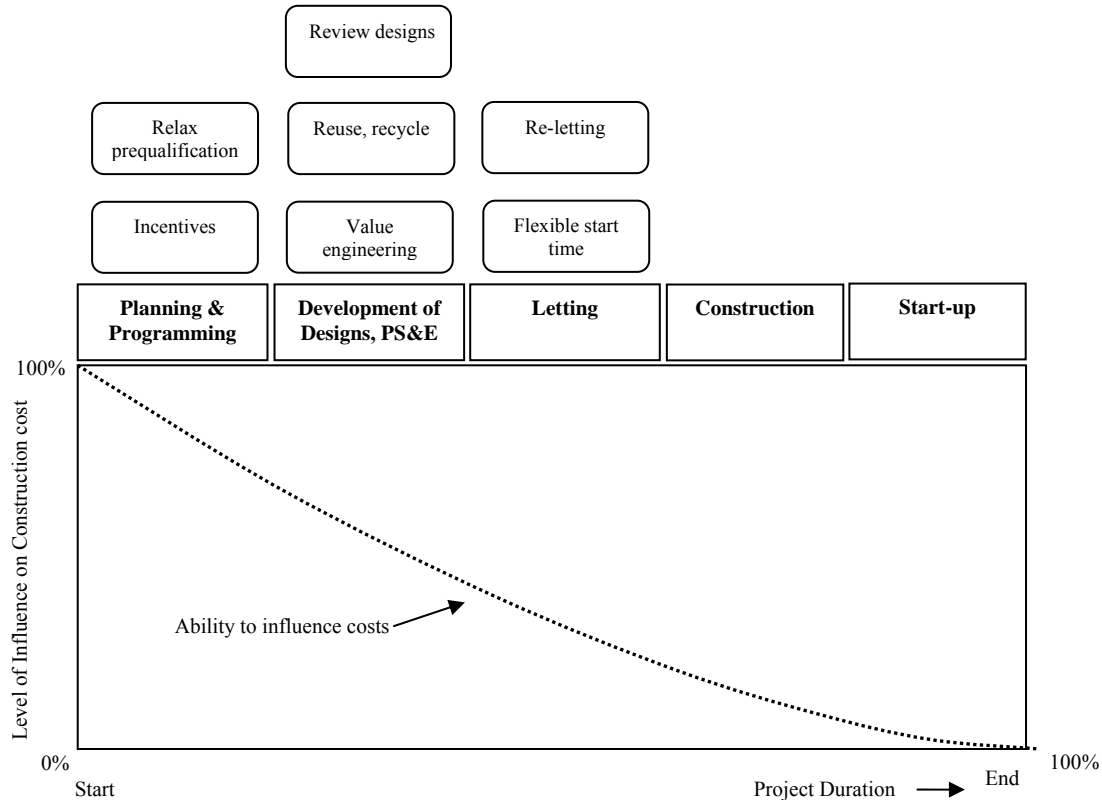 Review designs
Relax
prequalification
Reuse, recycle
Re-letting
Incentives
Value
engineering
Flexible start
time
Planning &
Programming
Development of
Designs, PS&E
Letting
Construction
Start-up
100%
Level of Influence on Construction cost
Ability to influence costs
0%
100%
Start
Project Duration
End